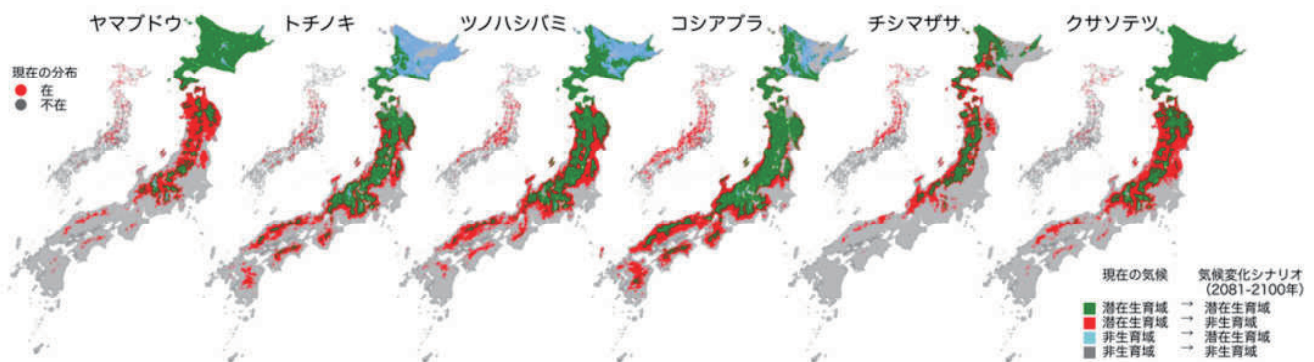 ヤマブドウ
トチノキ
ツノハシバミ
コシアブラ
チシマザサ
クサソテツ
現在の分布
在
不在
現在の気候 気候変化シナリオ
(2081-2100年)
潜在生育域 → 潜在生育域
潜在生育域 → 非生育域
非生育域 → 潜在生育域
非生育域 → 非生育域